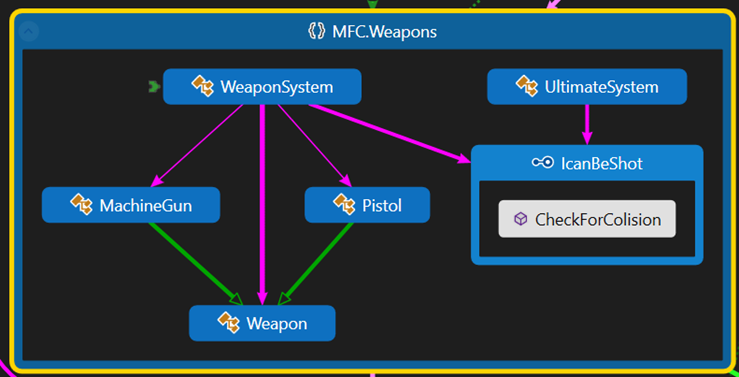 MFC.Weapons
WeaponSystem
UltimateSystem
IcanBeShot
MachineGun
Pistol
CheckForColision
Weapon